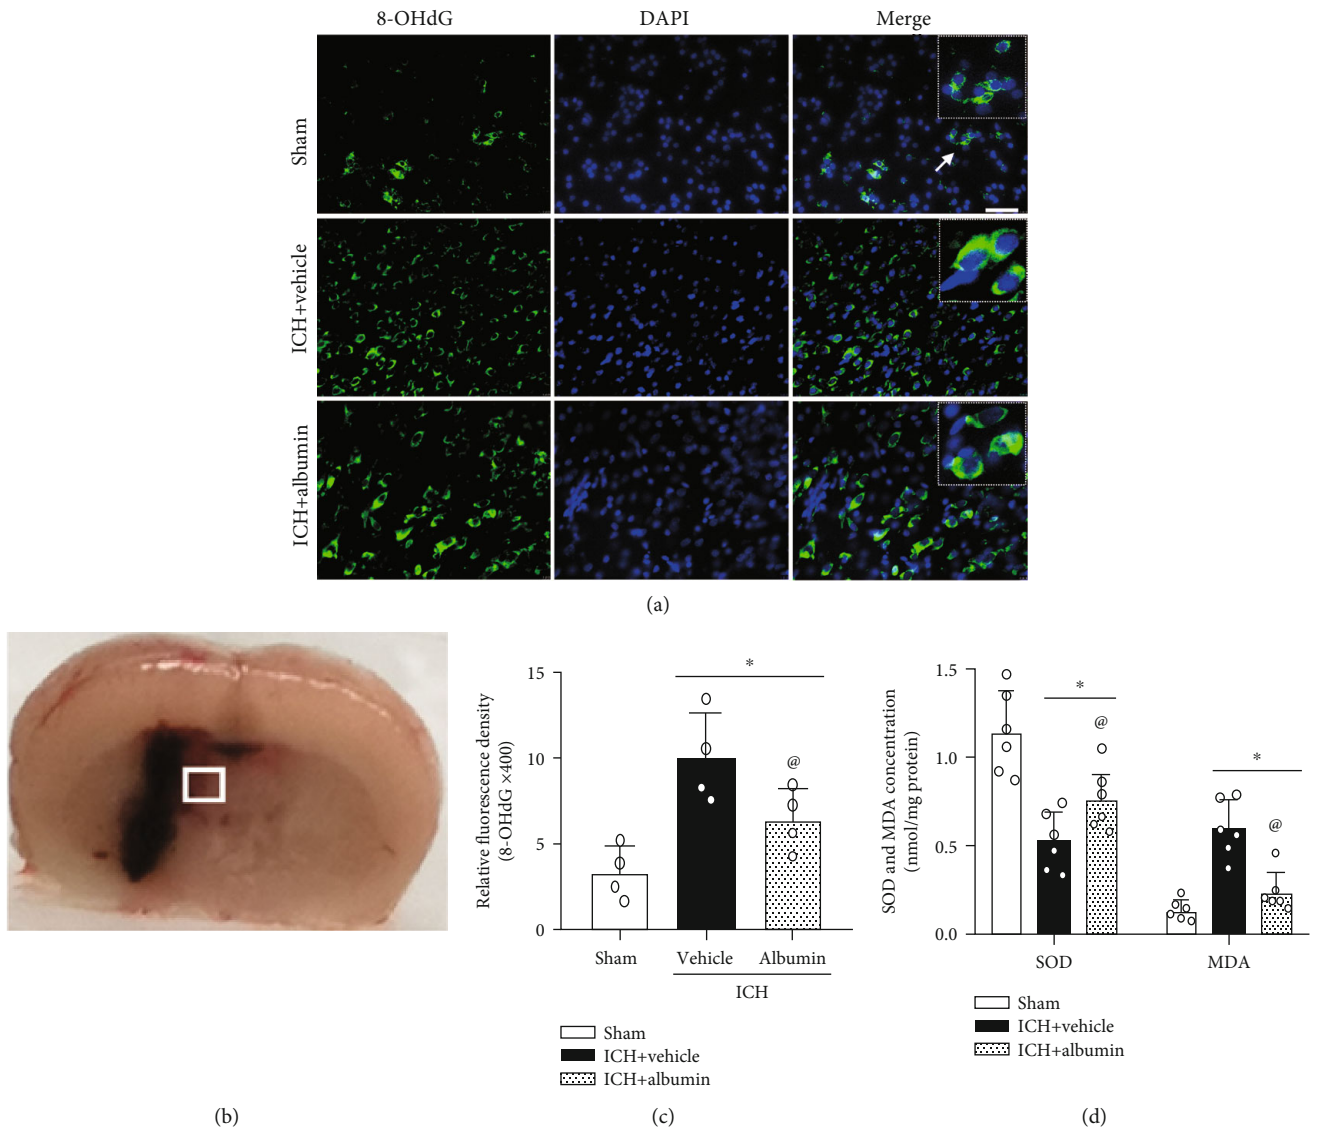 8-OHdG DAPI Merge
Sham
ICH+vehicle
ICH+albumin
(a)
Relative fluorescence density
(8-OHdG ×400)
15
10
5
0
*
@
Sham Vehicle Albumin
ICH
Sham
ICH+vehicle
ICH+albumin
SOD and MDA concentration
(nmol/mg protein)
1.5
1.0
0.5
0.0
*
@
*
@
SOD MDA
Sham
ICH+vehicle
ICH+albumin
(b) (c) (d)